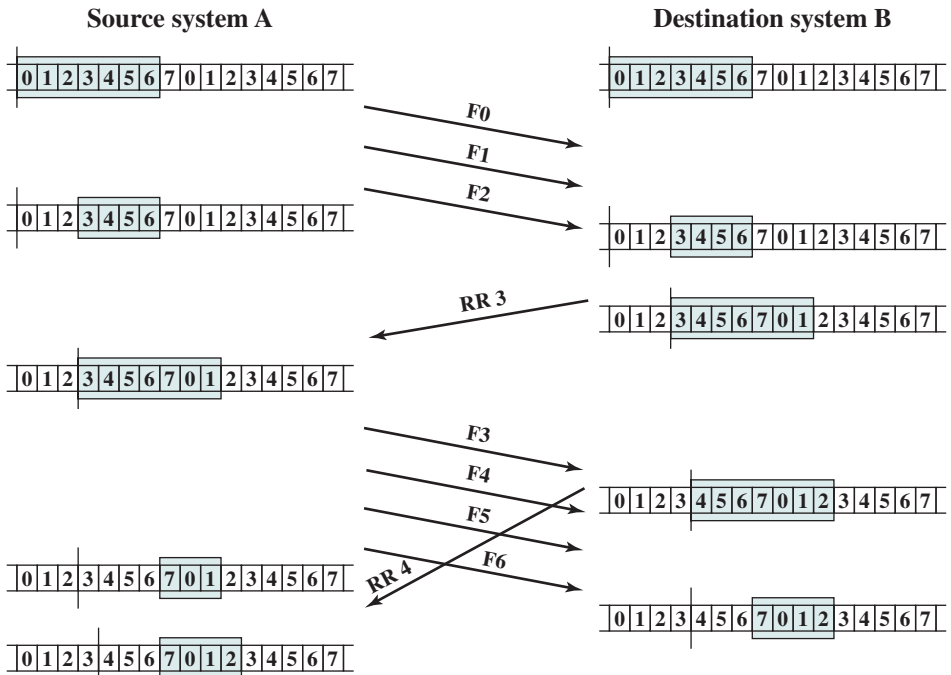 Source system A
Destination system B
0 1 2 3 4 5 6 7 0 1 2 3 4 5 6 7
0 1 2 3 4 5 6 7 0 1 2 3 4 5 6 7
F0
F1
F2
0 1 2 3 4 5 6 7 0 1 2 3 4 5 6 7
0 1 2 3 4 5 6 7 0 1 2 3 4 5 6 7
RR 3
0 1 2 3 4 5 6 7 0 1 2 3 4 5 6 7
0 1 2 3 4 5 6 7 0 1 2 3 4 5 6 7
F3
F4
0 1 2 3 4 5 6 7 0 1 2 3 4 5 6 7
F5
F6
RR 4
0 1 2 3 4 5 6 7 0 1 2 3 4 5 6 7
0 1 2 3 4 5 6 7 0 1 2 3 4 5 6 7
0 1 2 3 4 5 6 7 0 1 2 3 4 5 6 7